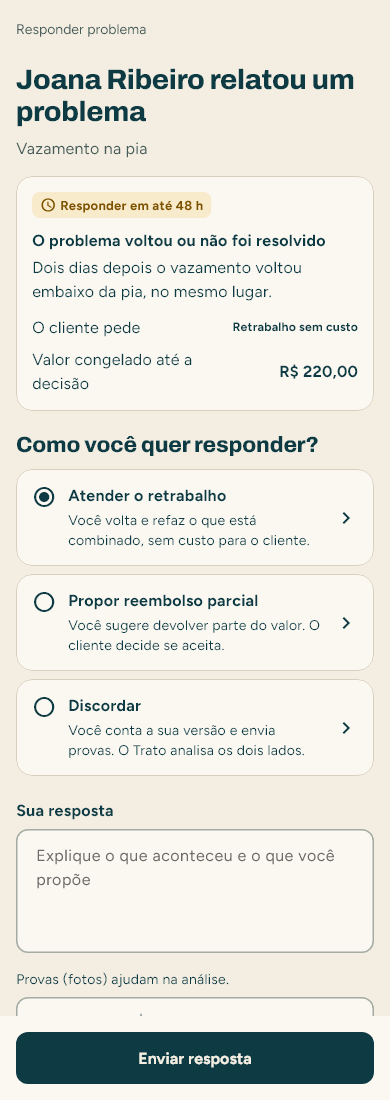 Responder problema
Joana Ribeiro relatou um
problema
Vazamento na pia
Responder em até 48 h
O problema voltou ou não foi resolvido
Dois dias depois o vazamento voltou
embaixo da pia, no mesmo lugar.
O cliente pede
Retrabalho sem custo
Valor congelado até a
decisão
R$ 220,00
Como você quer responder?
Atender o retrabalho
Você volta e refaz o que está
combinado, sem custo para o cliente.
Propor reembolso parcial
Você sugere devolver parte do valor. O
cliente decide se aceita.
Discordar
Você conta a sua versão e envia
provas. O Trato analisa os dois lados.
Sua resposta
Explique o que aconteceu e o que você
propõe
Provas (fotos) ajudam na análise.
Enviar resposta